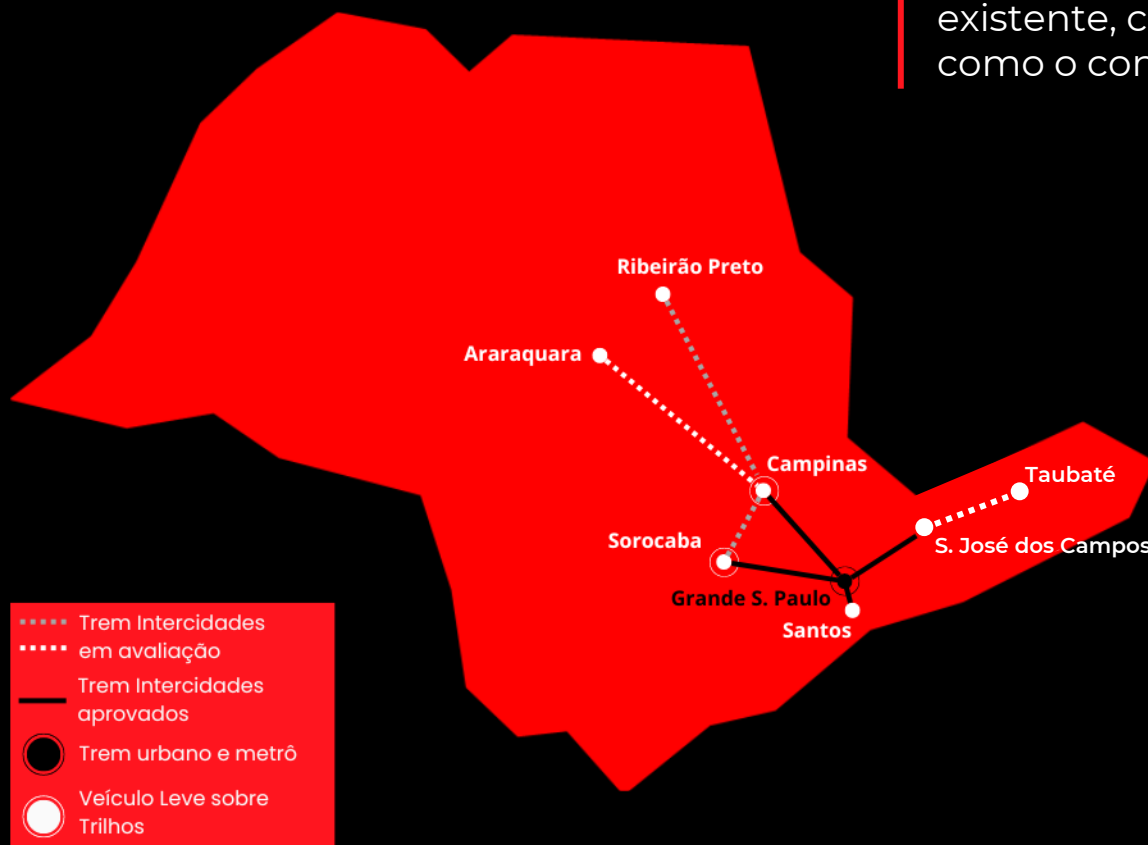 existente, c
como o con
Ribeirão Preto
Araraquara
Campinas
Taubaté
Sorocaba
S. José dos Campos
Grande S. Paulo
Santos
Trem Intercidades
em avaliação
Trem Intercidades
aprovados
Trem urbano e metrô
Veículo Leve sobre
Trilhos